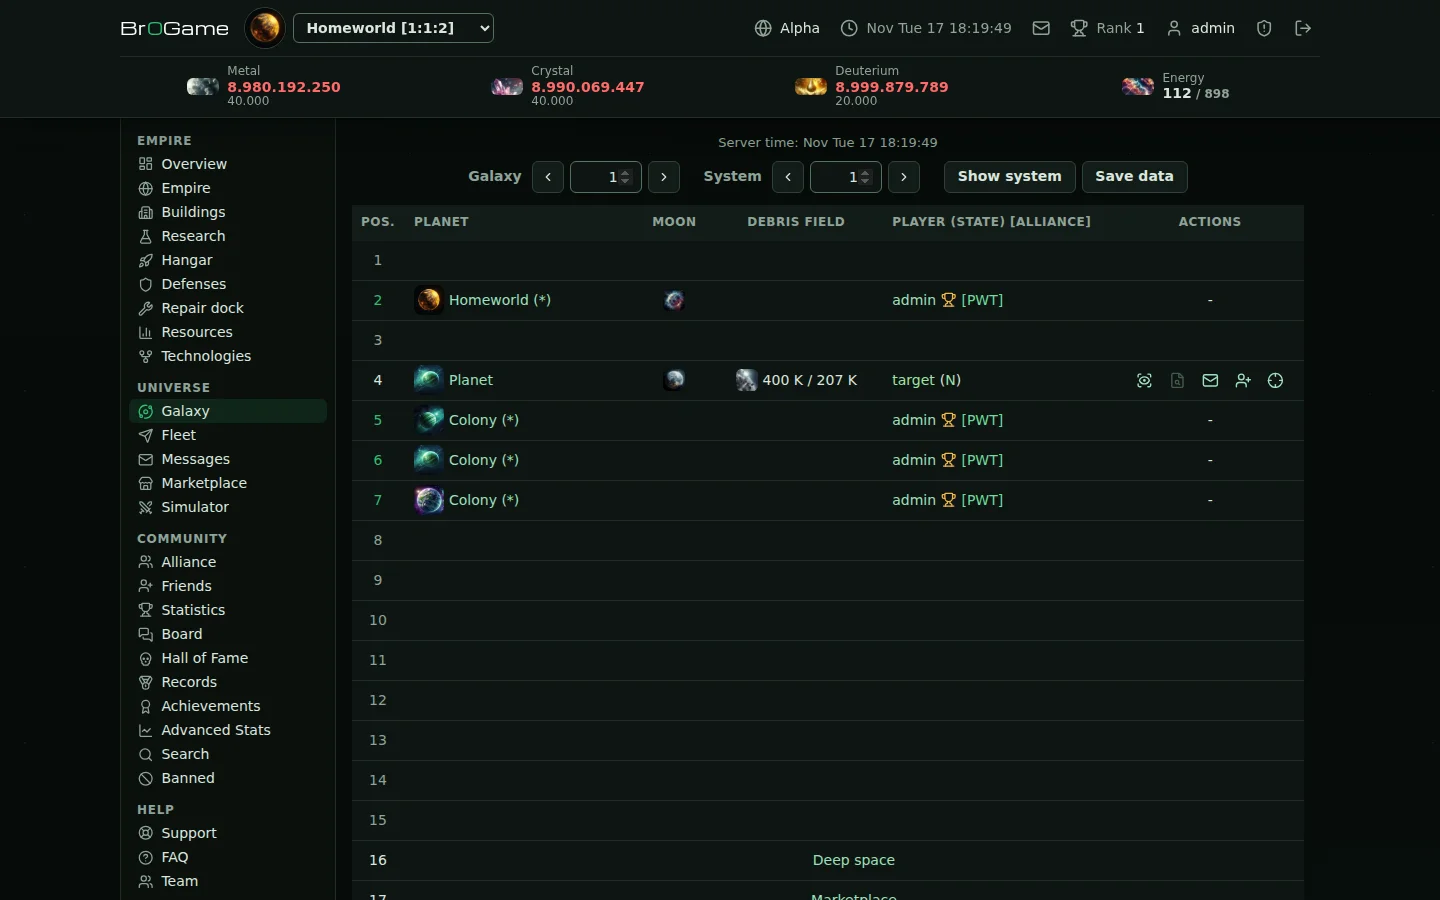 BrOGame
Homeworld [1:1:2]
Alpha
Nov Tue 17 18:19:49
Rank 1
admin
Metal
8.980.192.250
40.000
Crystal
8.990.069.447
40.000
Deuterium
8.999.879.789
20.000
Energy
112 / 898
EMPIRE
Overview
Empire
Buildings
Research
Hangar
Defenses
Repair dock
Resources
Technologies
UNIVERSE
Galaxy
Fleet
Messages
Marketplace
Simulator
COMMUNITY
Alliance
Friends
Statistics
Board
Hall of Fame
Records
Achievements
Advanced Stats
Search
Banned
HELP
Support
FAQ
Team
Server time: Nov Tue 17 18:19:49
Galaxy ‹ 1 › System ‹ 1 › Show system Save data
POS. PLANET MOON DEBRIS FIELD PLAYER (STATE) [ALLIANCE] ACTIONS
1
2 Homeworld (*) admin [PWT] -
3
4 Planet 400 K / 207 K target (N)
5 Colony (*) admin [PWT] -
6 Colony (*) admin [PWT] -
7 Colony (*) admin [PWT] -
8
9
10
11
12
13
14
15
16 Deep space
17 Marketplace